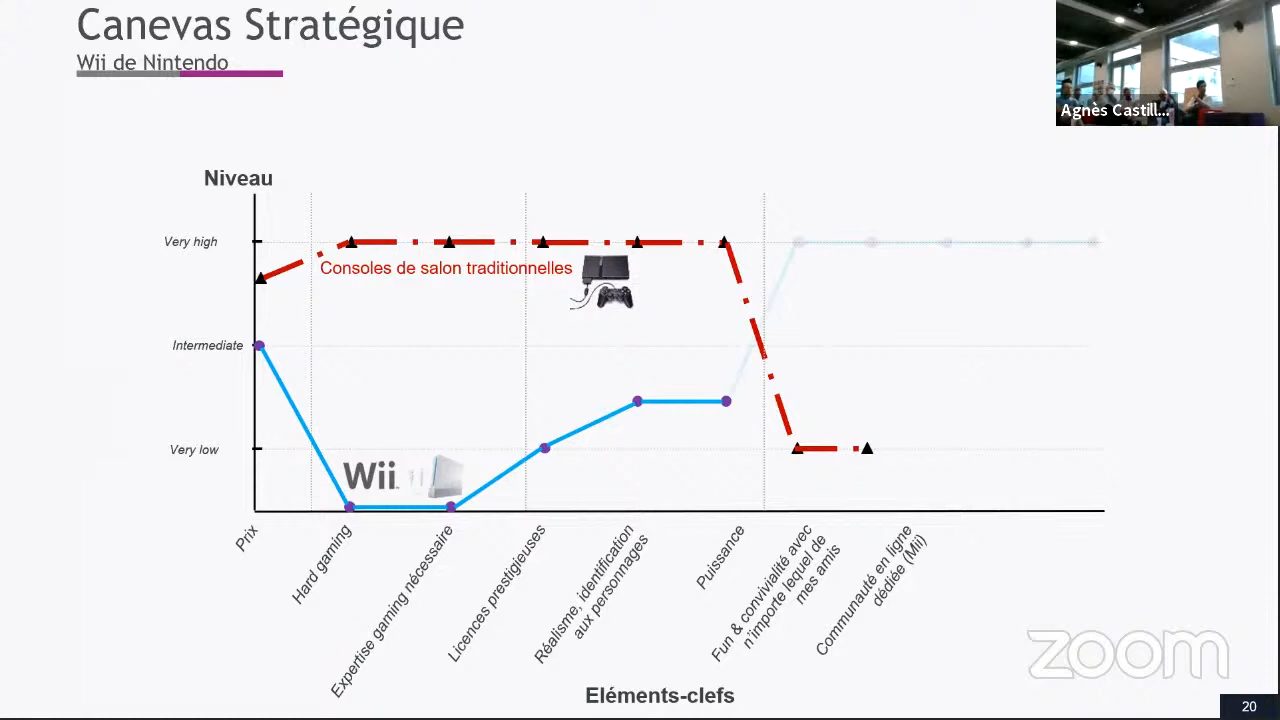 Canevas Stratégique
Wii de Nintendo
Agnès Castill...
Niveau
Very high
Consoles de salon traditionnelles
Intermediate
Very low
Wii
Prix
Hard gaming
Expertise gaming nécessaire
Licences prestigieuses
Réalisme, identification
aux personnages
Puissance
Fun & convivialité avec
n'importe lequel de
mes amis
Communauté en ligne
dédiée (Mii)
zoom
Eléments-clefs
20